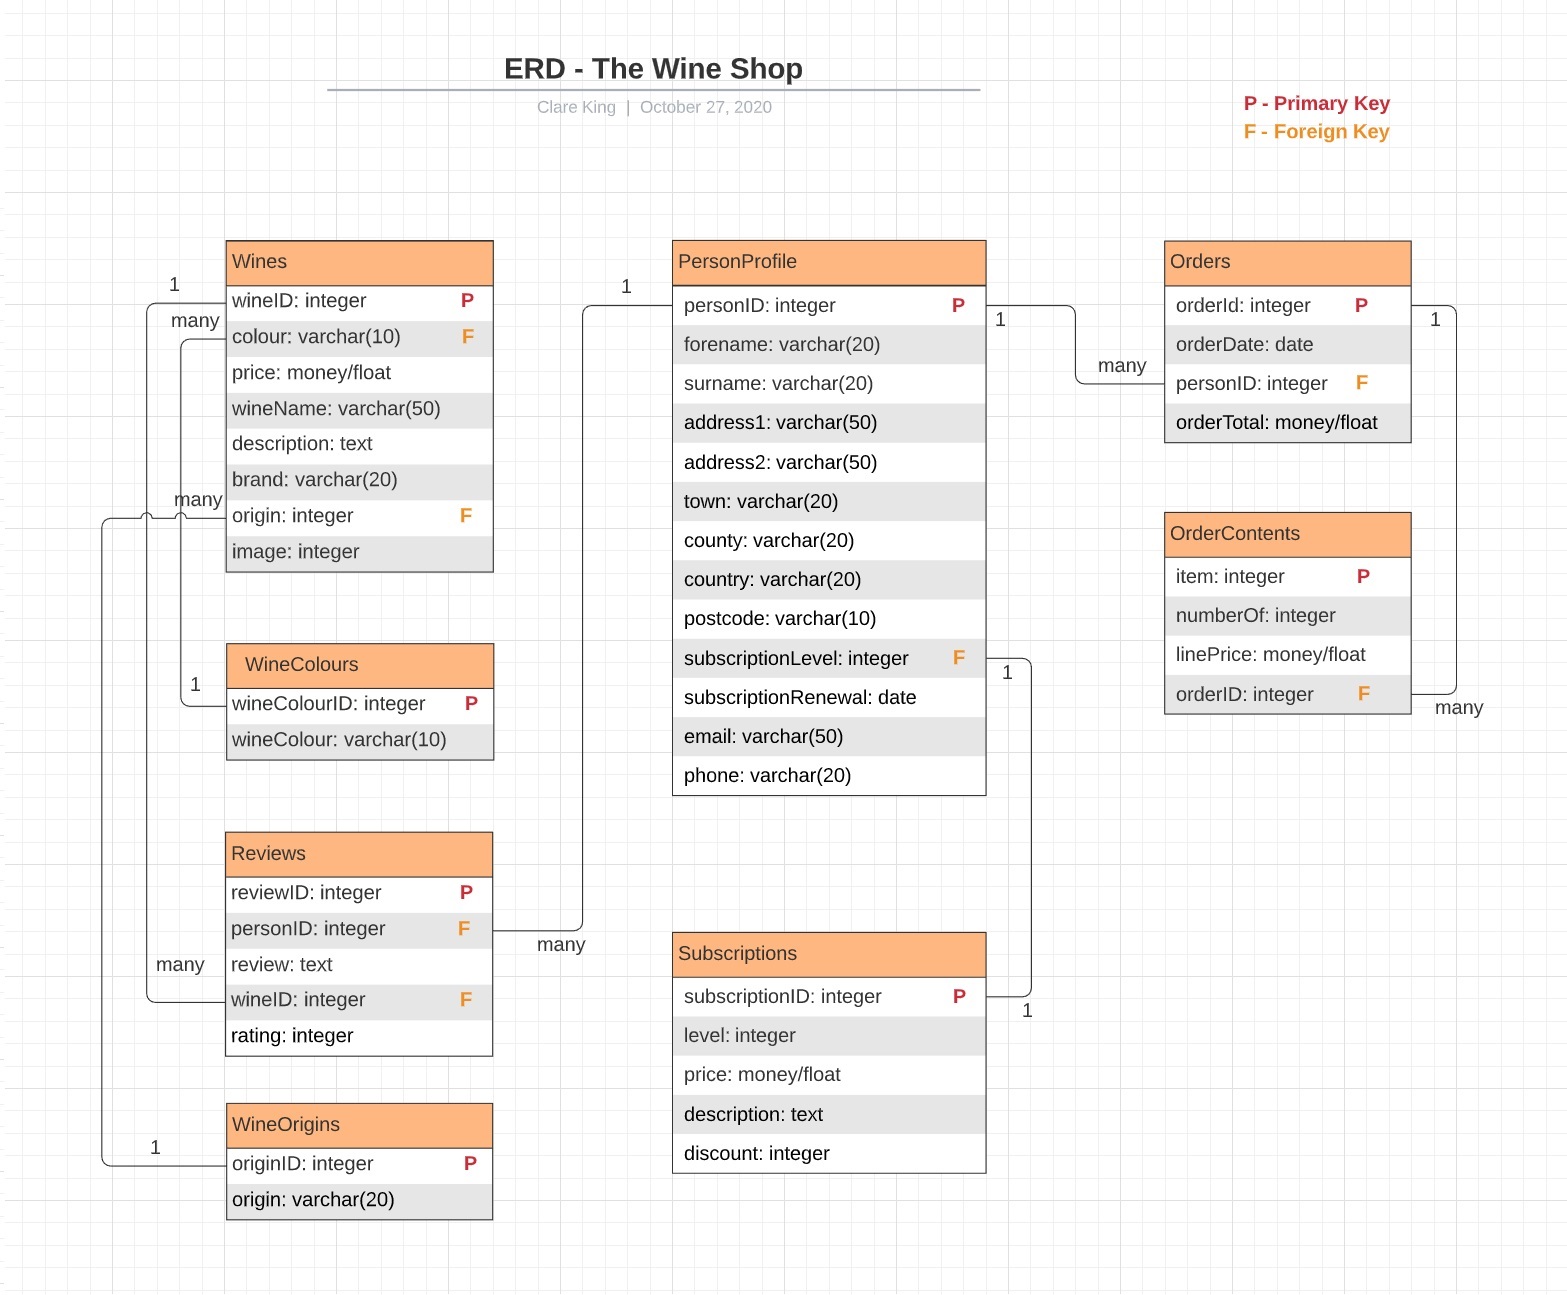 ERD - The Wine Shop
Clare King | October 27, 2020
P - Primary Key
F - Foreign Key
Wines
wineID: integer P
colour: varchar(10) F
price: money/float
wineName: varchar(50)
description: text
brand: varchar(20)
origin: integer F
image: integer
1
many
many
WineColours
wineColourID: integer P
wineColour: varchar(10)
1
Reviews
reviewID: integer P
personID: integer F
review: text
wineID: integer F
rating: integer
many
many
WineOrigins
originID: integer P
origin: varchar(20)
1
PersonProfile
personID: integer P
forename: varchar(20)
surname: varchar(20)
address1: varchar(50)
address2: varchar(50)
town: varchar(20)
county: varchar(20)
country: varchar(20)
postcode: varchar(10)
subscriptionLevel: integer F
subscriptionRenewal: date
email: varchar(50)
phone: varchar(20)
1
1
1
Subscriptions
subscriptionID: integer P
level: integer
price: money/float
description: text
discount: integer
1
Orders
orderId: integer P
orderDate: date
personID: integer F
orderTotal: money/float
many
1
OrderContents
item: integer P
numberOf: integer
linePrice: money/float
orderID: integer F
many